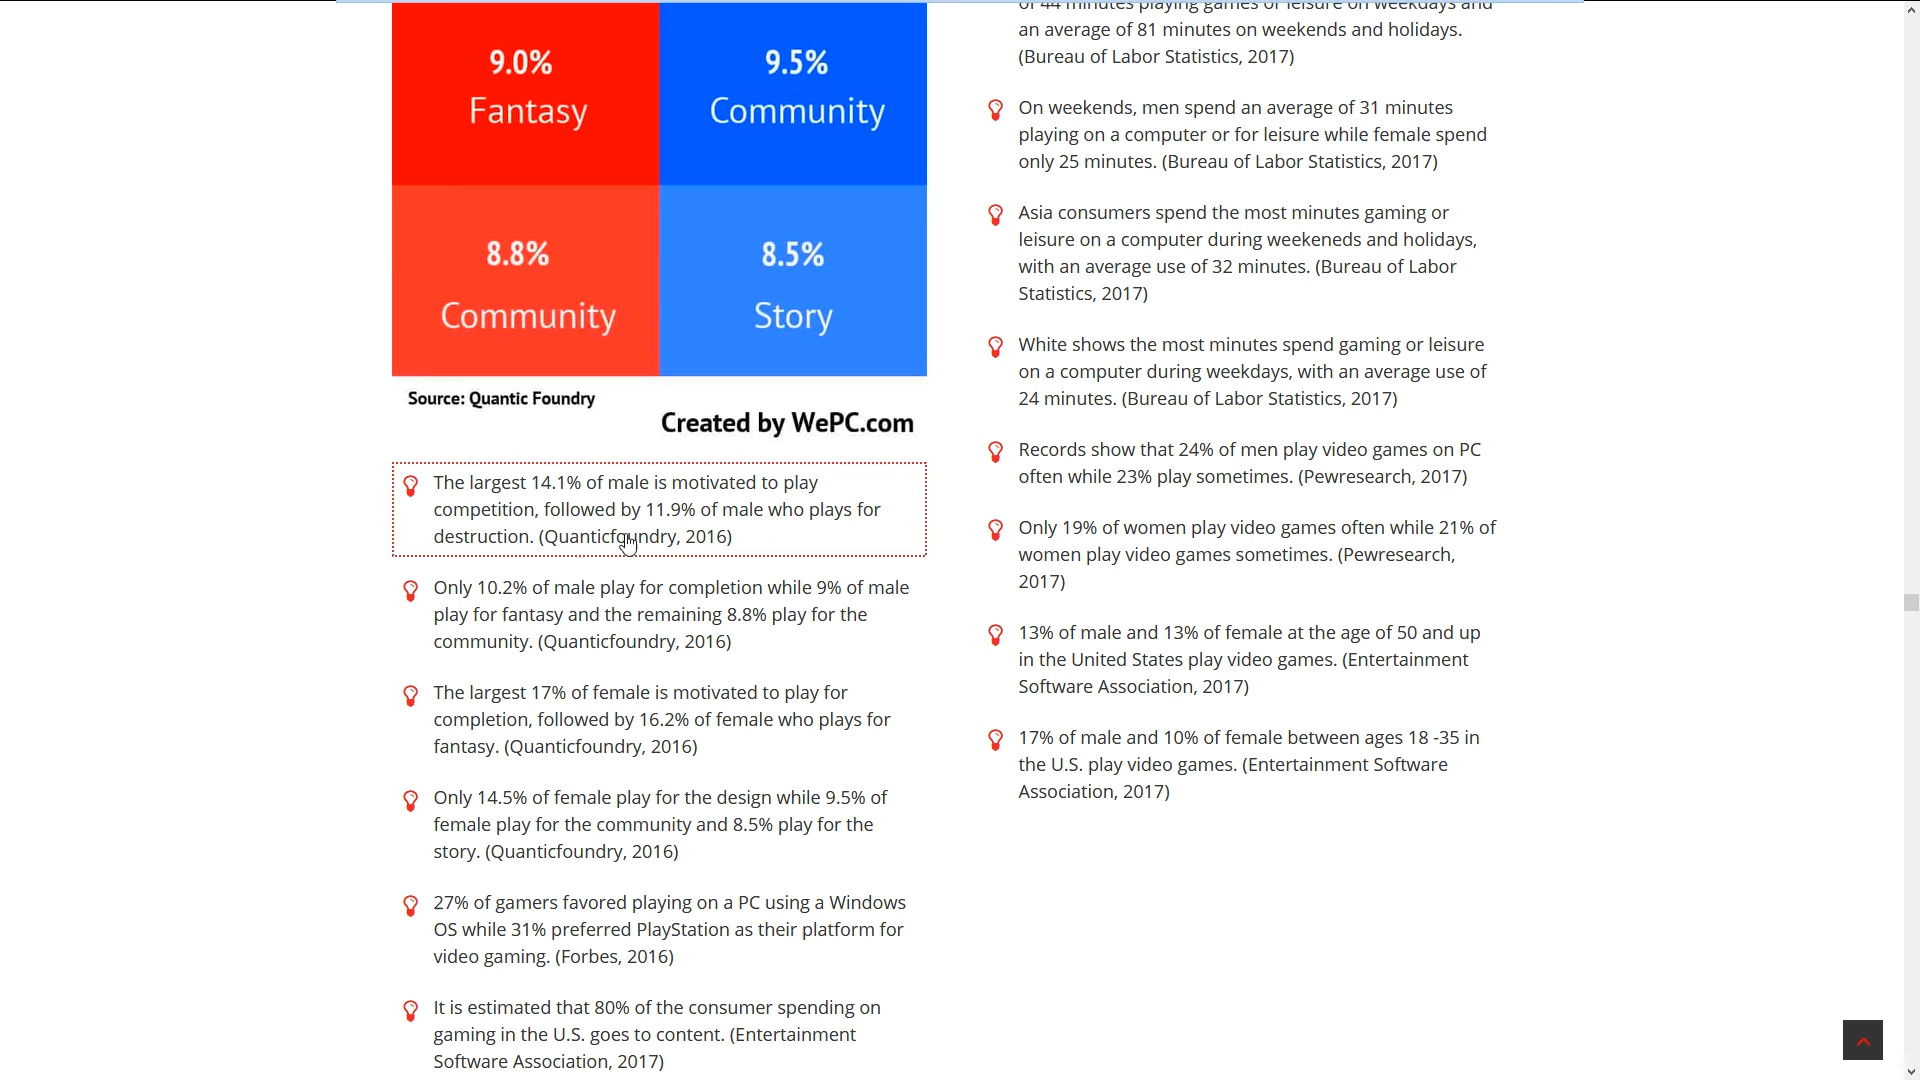 9.0%
Fantasy
9.5%
Community
8.8%
Community
8.5%
Story
Source: Quantic Foundry
Created by WePC.com
The largest 14.1% of male is motivated to play
competition, followed by 11.9% of male who plays for
destruction. (Quanticfoundry, 2016)
Only 10.2% of male play for completion while 9% of male
play for fantasy and the remaining 8.8% play for the
community. (Quanticfoundry, 2016)
The largest 17% of female is motivated to play for
completion, followed by 16.2% of female who plays for
fantasy. (Quanticfoundry, 2016)
Only 14.5% of female play for the design while 9.5% of
female play for the community and 8.5% play for the
story. (Quanticfoundry, 2016)
27% of gamers favored playing on a PC using a Windows
OS while 31% preferred PlayStation as their platform for
video gaming. (Forbes, 2016)
It is estimated that 80% of the consumer spending on
gaming in the U.S. goes to content. (Entertainment
Software Association, 2017)
of 44 minutes playing games or leisure on weekdays and
an average of 81 minutes on weekends and holidays.
(Bureau of Labor Statistics, 2017)
On weekends, men spend an average of 31 minutes
playing on a computer or for leisure while female spend
only 25 minutes. (Bureau of Labor Statistics, 2017)
Asia consumers spend the most minutes gaming or
leisure on a computer during weekeneds and holidays,
with an average use of 32 minutes. (Bureau of Labor
Statistics, 2017)
White shows the most minutes spend gaming or leisure
on a computer during weekdays, with an average use of
24 minutes. (Bureau of Labor Statistics, 2017)
Records show that 24% of men play video games on PC
often while 23% play sometimes. (Pewresearch, 2017)
Only 19% of women play video games often while 21% of
women play video games sometimes. (Pewresearch,
2017)
13% of male and 13% of female at the age of 50 and up
in the United States play video games. (Entertainment
Software Association, 2017)
17% of male and 10% of female between ages 18 -35 in
the U.S. play video games. (Entertainment Software
Association, 2017)